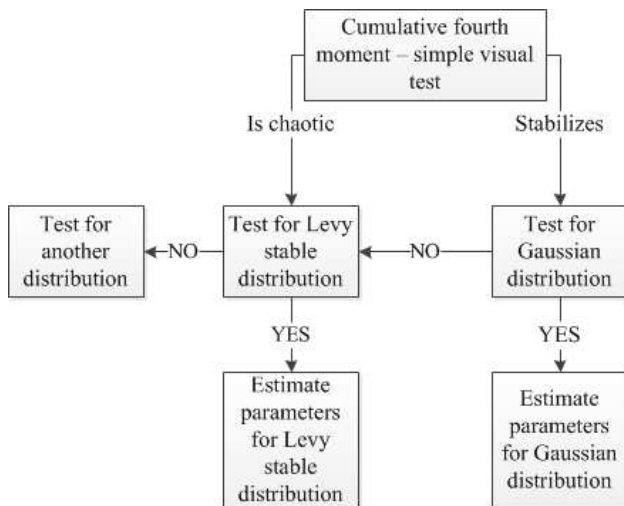 Cumulative fourth
moment – simple visual
test
Is chaotic
Stabilizes
Test for
another
distribution
NO
Test for Levy
stable
distribution
NO
Test for
Gaussian
distribution
YES
YES
Estimate
parameters
for Levy
stable
distribution
Estimate
parameters
for Gaussian
distribution